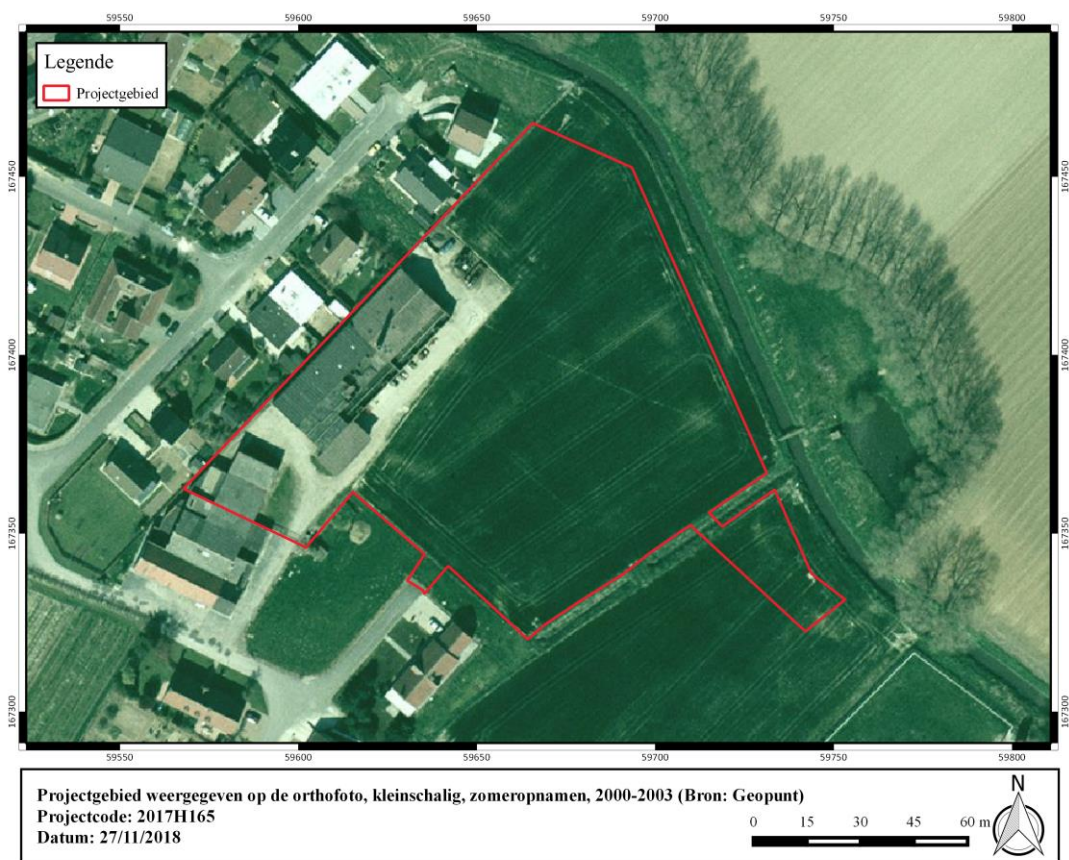 59550 59600 59650 59700 59750 59800
Legende
Projectgebied
167450 167450
167400 167400
167350 167350
167300 167300
59550 59600 59650 59700 59750 59800
Projectgebied weergegeven op de orthofoto, kleinschalig, zomeropnamen, 2000-2003 (Bron: Geopunt)
Projectcode: 2017H165
Datum: 27/11/2018
0 15 30 45 60 m
N